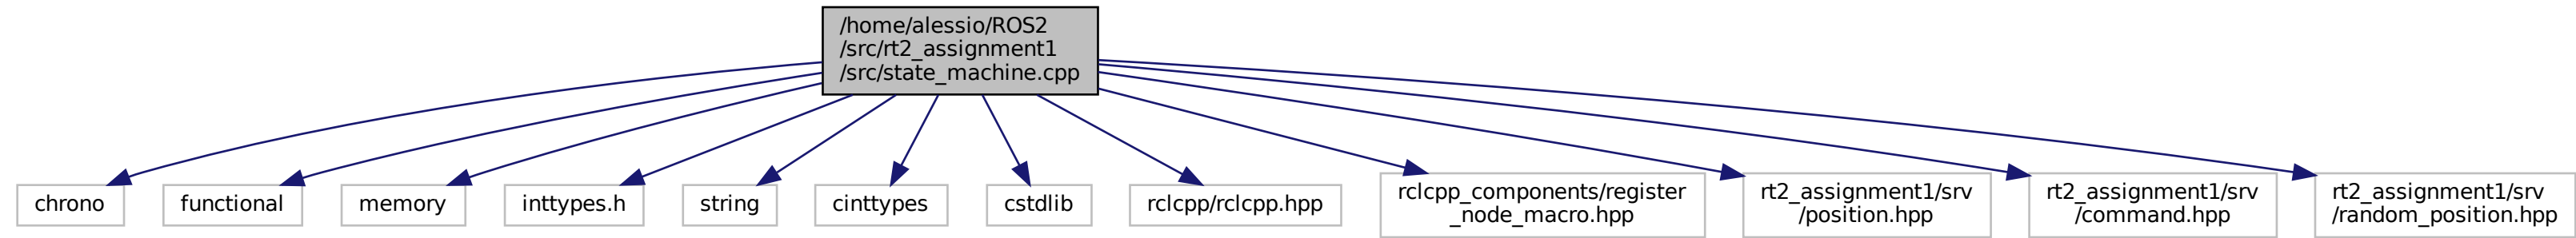 /home/alessio/ROS2
/src/rt2_assignment1
/src/state_machine.cpp
chrono
functional
memory
inttypes.h
string
cinttypes
cstdlib
rclcpp/rclcpp.hpp
rclcpp_components/register
_node_macro.hpp
rt2_assignment1/srv
/position.hpp
rt2_assignment1/srv
/command.hpp
rt2_assignment1/srv
/random_position.hpp